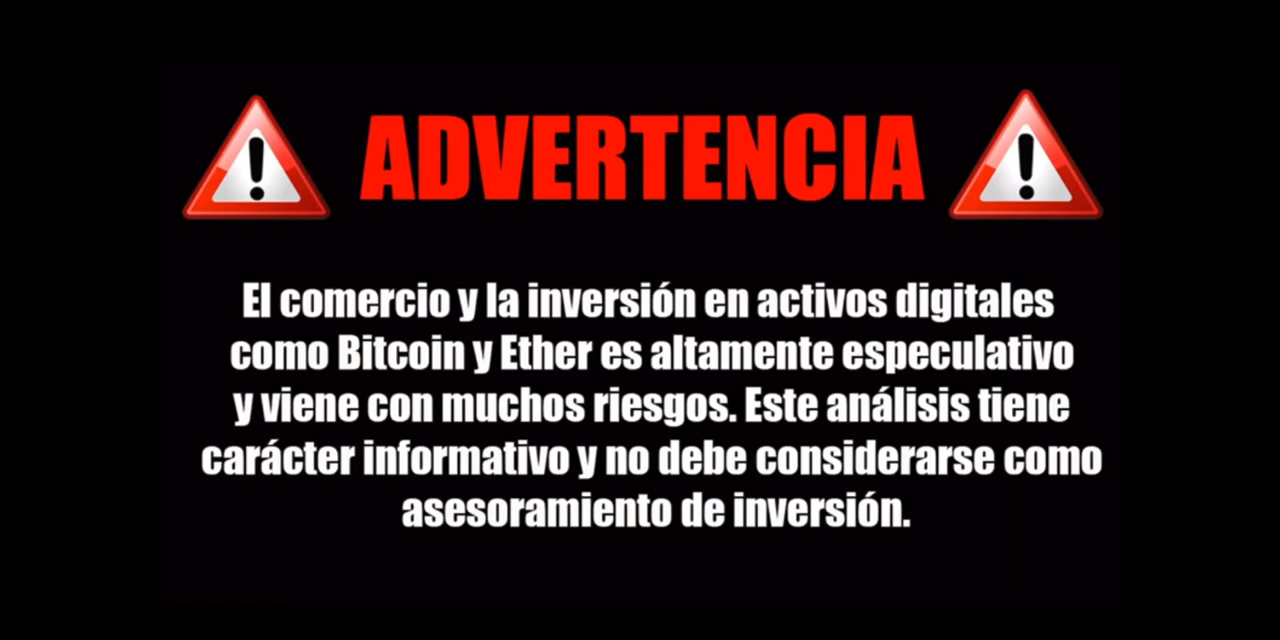 ADVERTENCIA
El comercio y la inversión en activos digitales
como Bitcoin y Ether es altamente especulativo
y viene con muchos riesgos. Este análisis tiene
carácter informativo y no debe considerarse como
asesoramiento de inversión.